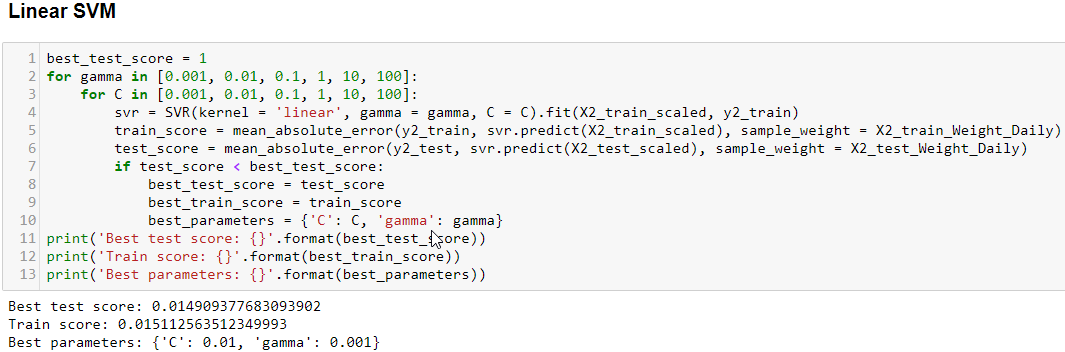 Linear SVM
1 best_test_score = 1
2 for gamma in [0.001, 0.01, 0.1, 1, 10, 100]:
3     for C in [0.001, 0.01, 0.1, 1, 10, 100]:
4         svr = SVR(kernel = 'linear', gamma = gamma, C = C).fit(X2_train_scaled, y2_train)
5         train_score = mean_absolute_error(y2_train, svr.predict(X2_train_scaled), sample_weight = X2_train_Weight_Daily)
6         test_score = mean_absolute_error(y2_test, svr.predict(X2_test_scaled), sample_weight = X2_test_Weight_Daily)
7         if test_score < best_test_score:
8             best_test_score = test_score
9             best_train_score = train_score
10             best_parameters = {'C': C, 'gamma': gamma}
11 print('Best test score: {}'.format(best_test_score))
12 print('Train score: {}'.format(best_train_score))
13 print('Best parameters: {}'.format(best_parameters))
Best test score: 0.014909377683093902
Train score: 0.015112563512349993
Best parameters: {'C': 0.01, 'gamma': 0.001}